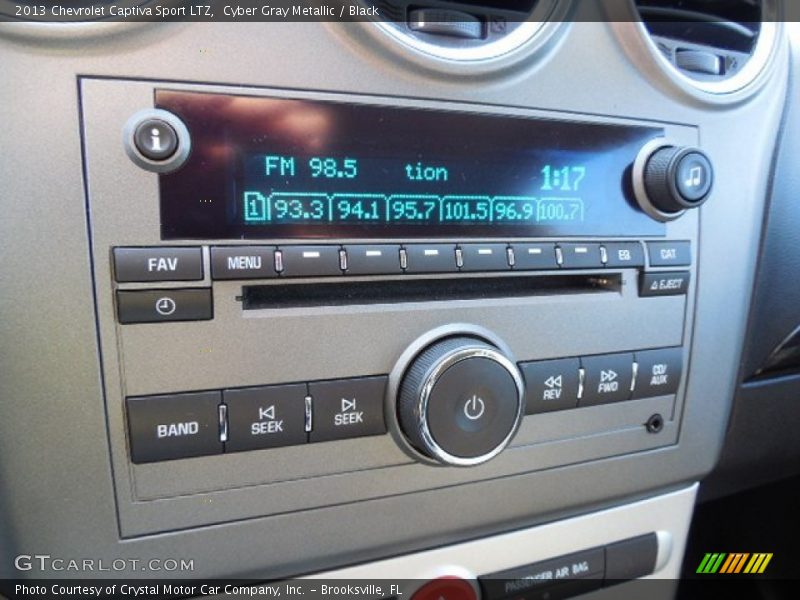 2013 Chevrolet Captiva Sport LTZ, Cyber Gray Metallic / Black
i
FM 98.5 tion 1:17
1 93.3 94.1 95.7 101.5 96.9 100.7
FAV MENU EQ CAT
EJECT
BAND SEEK SEEK REV FWD CD/
AUX
PASSENGER AIR BAG
GTCARLOT.COM
Photo Courtesy of Crystal Motor Car Company, Inc. - Brooksville, FL